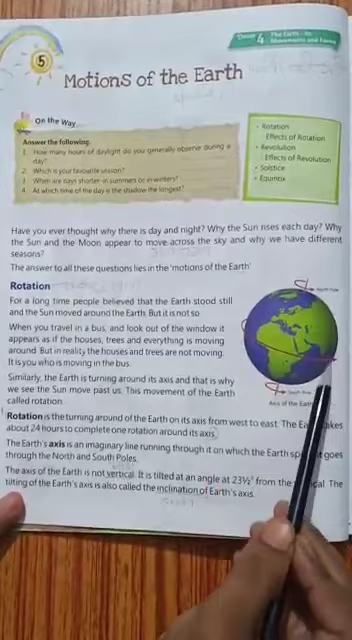 Theme 4 The Earth - Its
Movements and Forms
5
Motions of the Earth
On the Way
Answer the following.
1. How many hours of daylight do you generally observe during a
day?
2. Which is your favourite season?
3. When are days shorter-in summers or in winters?
4. At which time of the day is the shadow the longest?
• Rotation
Effects of Rotation
• Revolution
Effects of Revolution
• Solstice
• Equinox
Have you ever thought why there is day and night? Why the Sun rises each day? Why
the Sun and the Moon appear to move across the sky and why we have different
seasons?
The answer to all these questions lies in the 'motions of the Earth'
Rotation
For a long time people believed that the Earth stood still
and the Sun moved around the Earth. But it is not so.
When you travel in a bus, and look out of the window it
appears as if the houses, trees and everything is moving
around. But in reality the houses and trees are not moving.
It is you who is moving in the bus.
Similarly, the Earth is turning around its axis and that is why
we see the Sun move past us. This movement of the Earth
called rotation.
North Pole
South Pole
Axis of the Earth
Rotation is the turning around of the Earth on its axis from west to east. The Ea takes
about 24 hours to complete one rotation around its axis.
The Earth's axis is an imaginary line running through it on which the Earth sp it goes
through the North and South Poles.
The axis of the Earth is not vertical. It is tilted at an angle at 23½° from the ical. The
tilting of the Earth's axis is also called the inclination of Earth's axis.